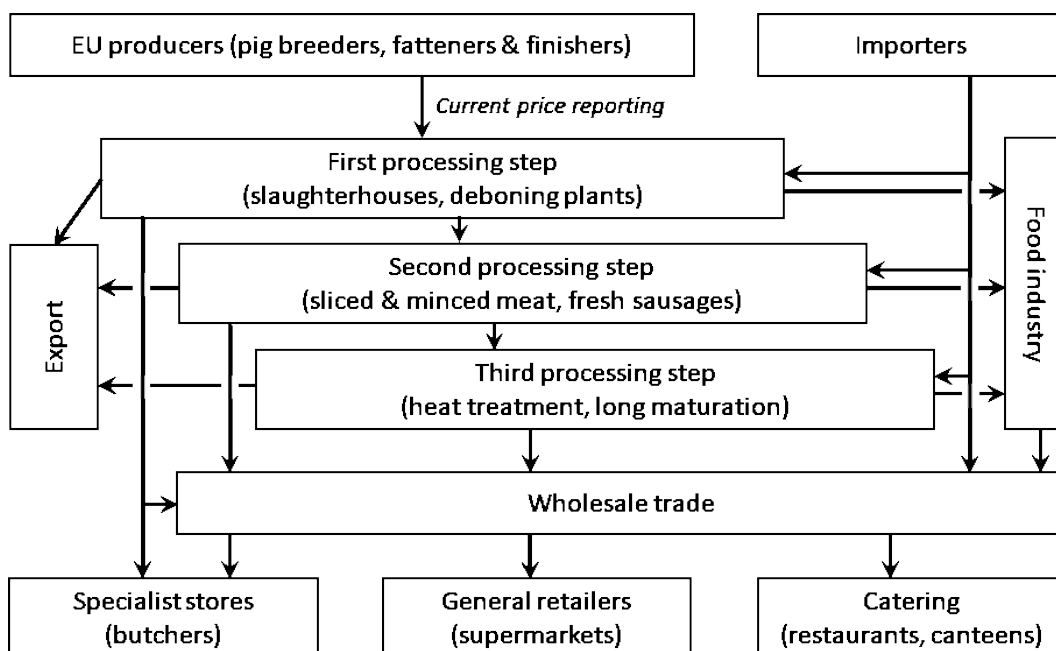 EU producers (pig breeders, fatteners & finishers)
Importers
Current price reporting
First processing step
(slaughterhouses, deboning plants)
Second processing step
(sliced & minced meat, fresh sausages)
Export
Food industry
Third processing step
(heat treatment, long maturation)
Wholesale trade
Specialist stores
(butchers)
General retailers
(supermarkets)
Catering
(restaurants, canteens)